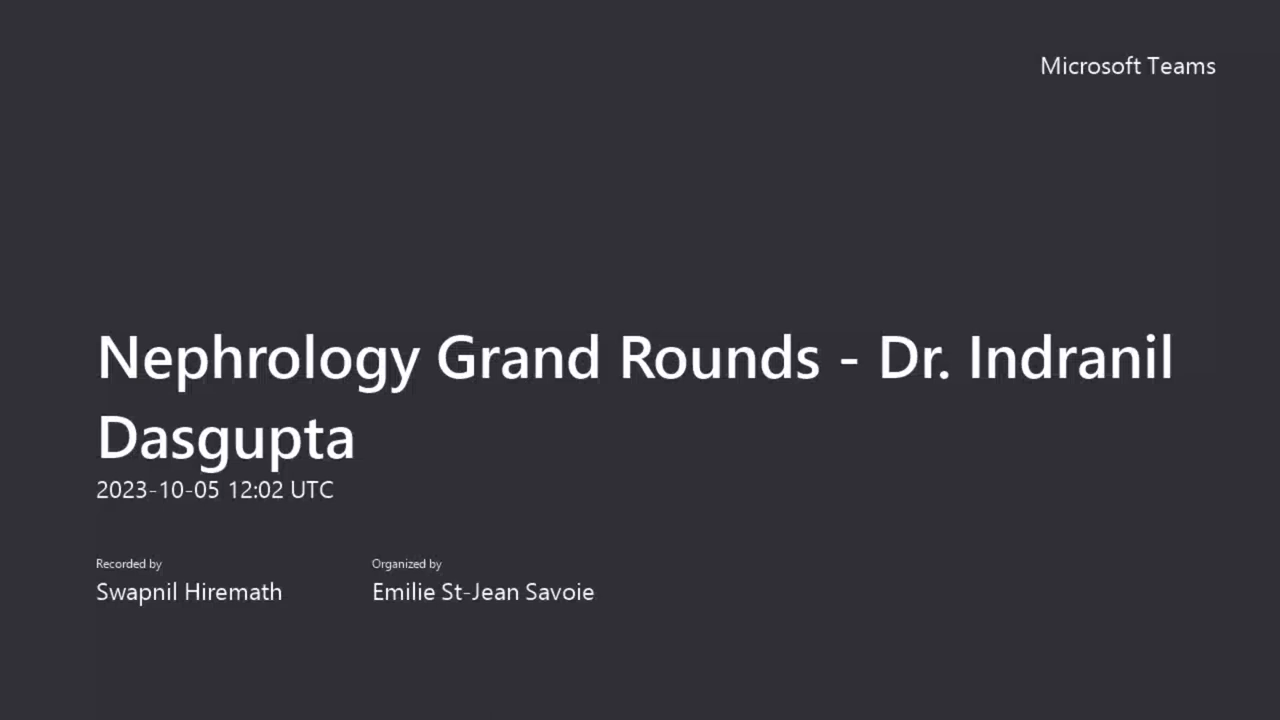 Microsoft Teams
Nephrology Grand Rounds - Dr. Indranil
Dasgupta
2023-10-05 12:02 UTC
Recorded by
Swapnil Hiremath
Organized by
Emilie St-Jean Savoie